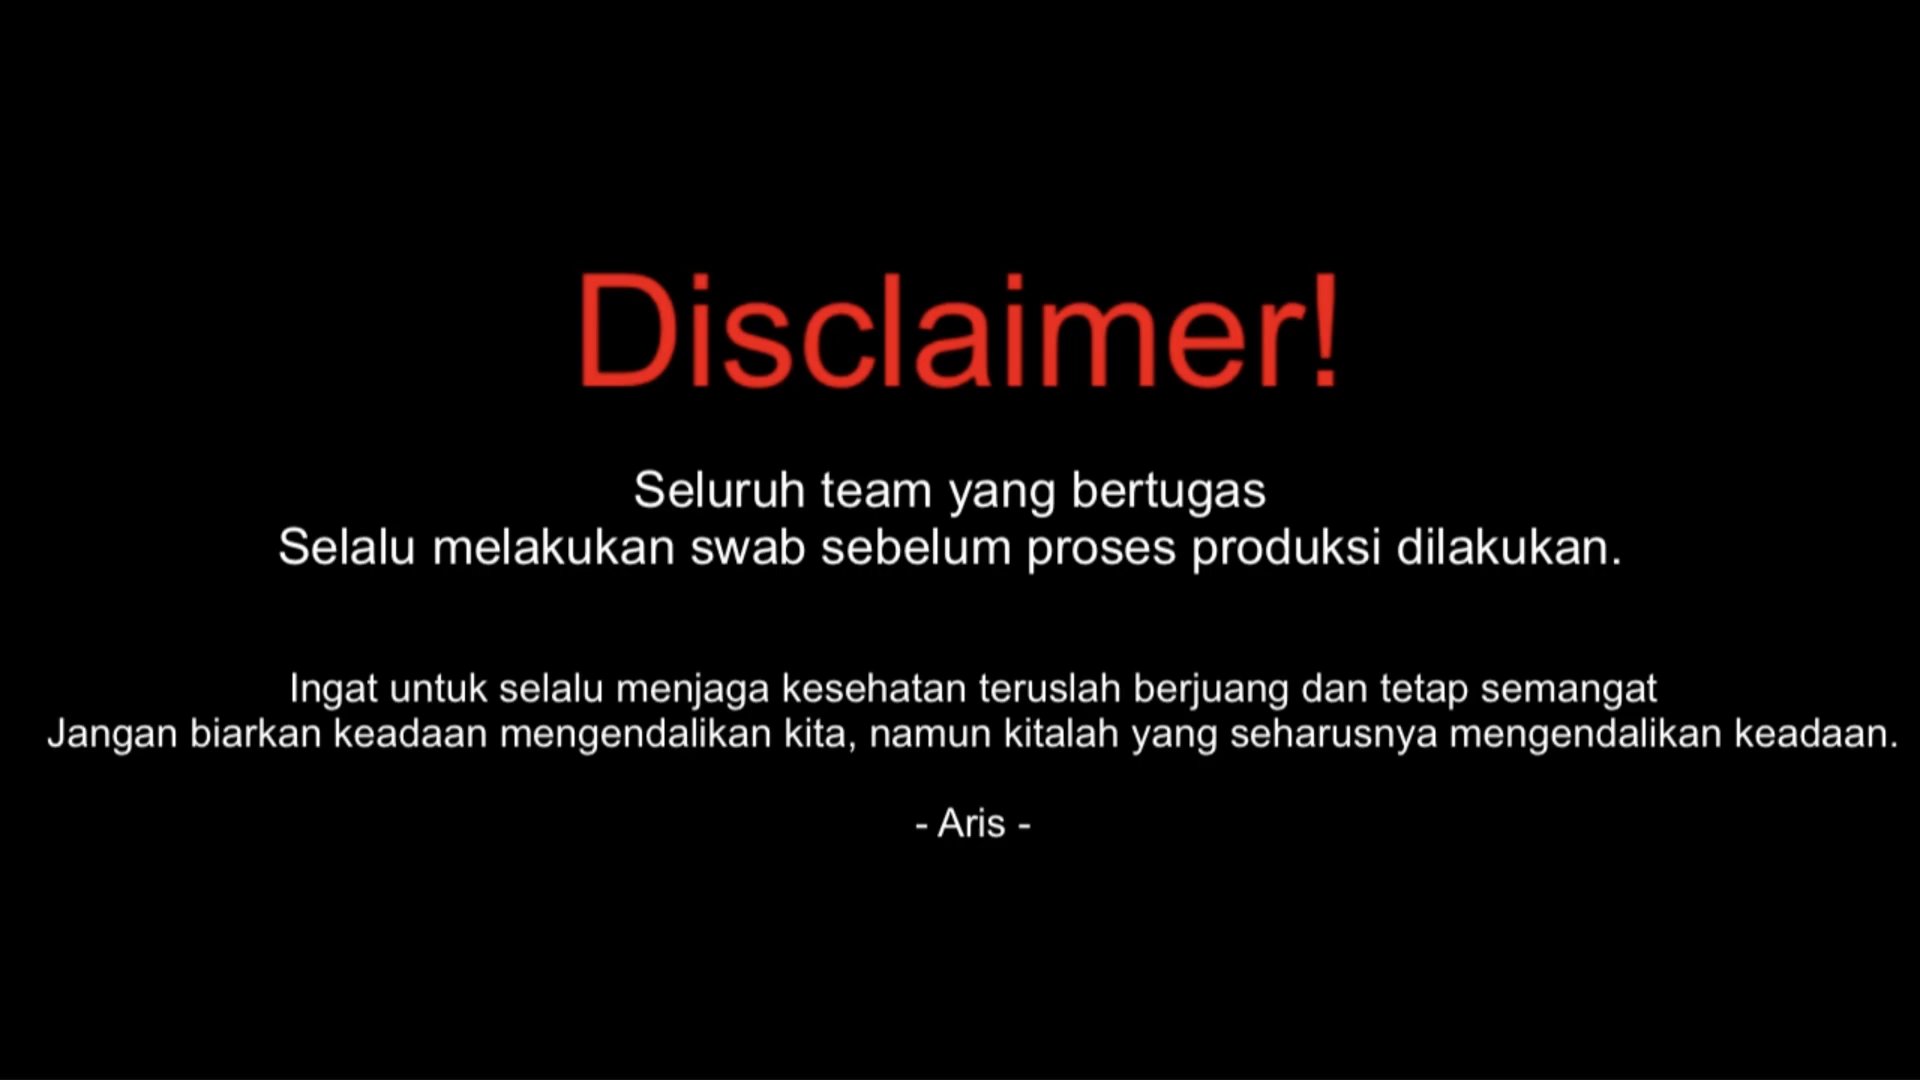 Disclaimer!
Seluruh team yang bertugas
Selalu melakukan swab sebelum proses produksi dilakukan.
Ingat untuk selalu menjaga kesehatan teruslah berjuang dan tetap semangat
Jangan biarkan keadaan mengendalikan kita, namun kitalah yang seharusnya mengendalikan keadaan.
- Aris -